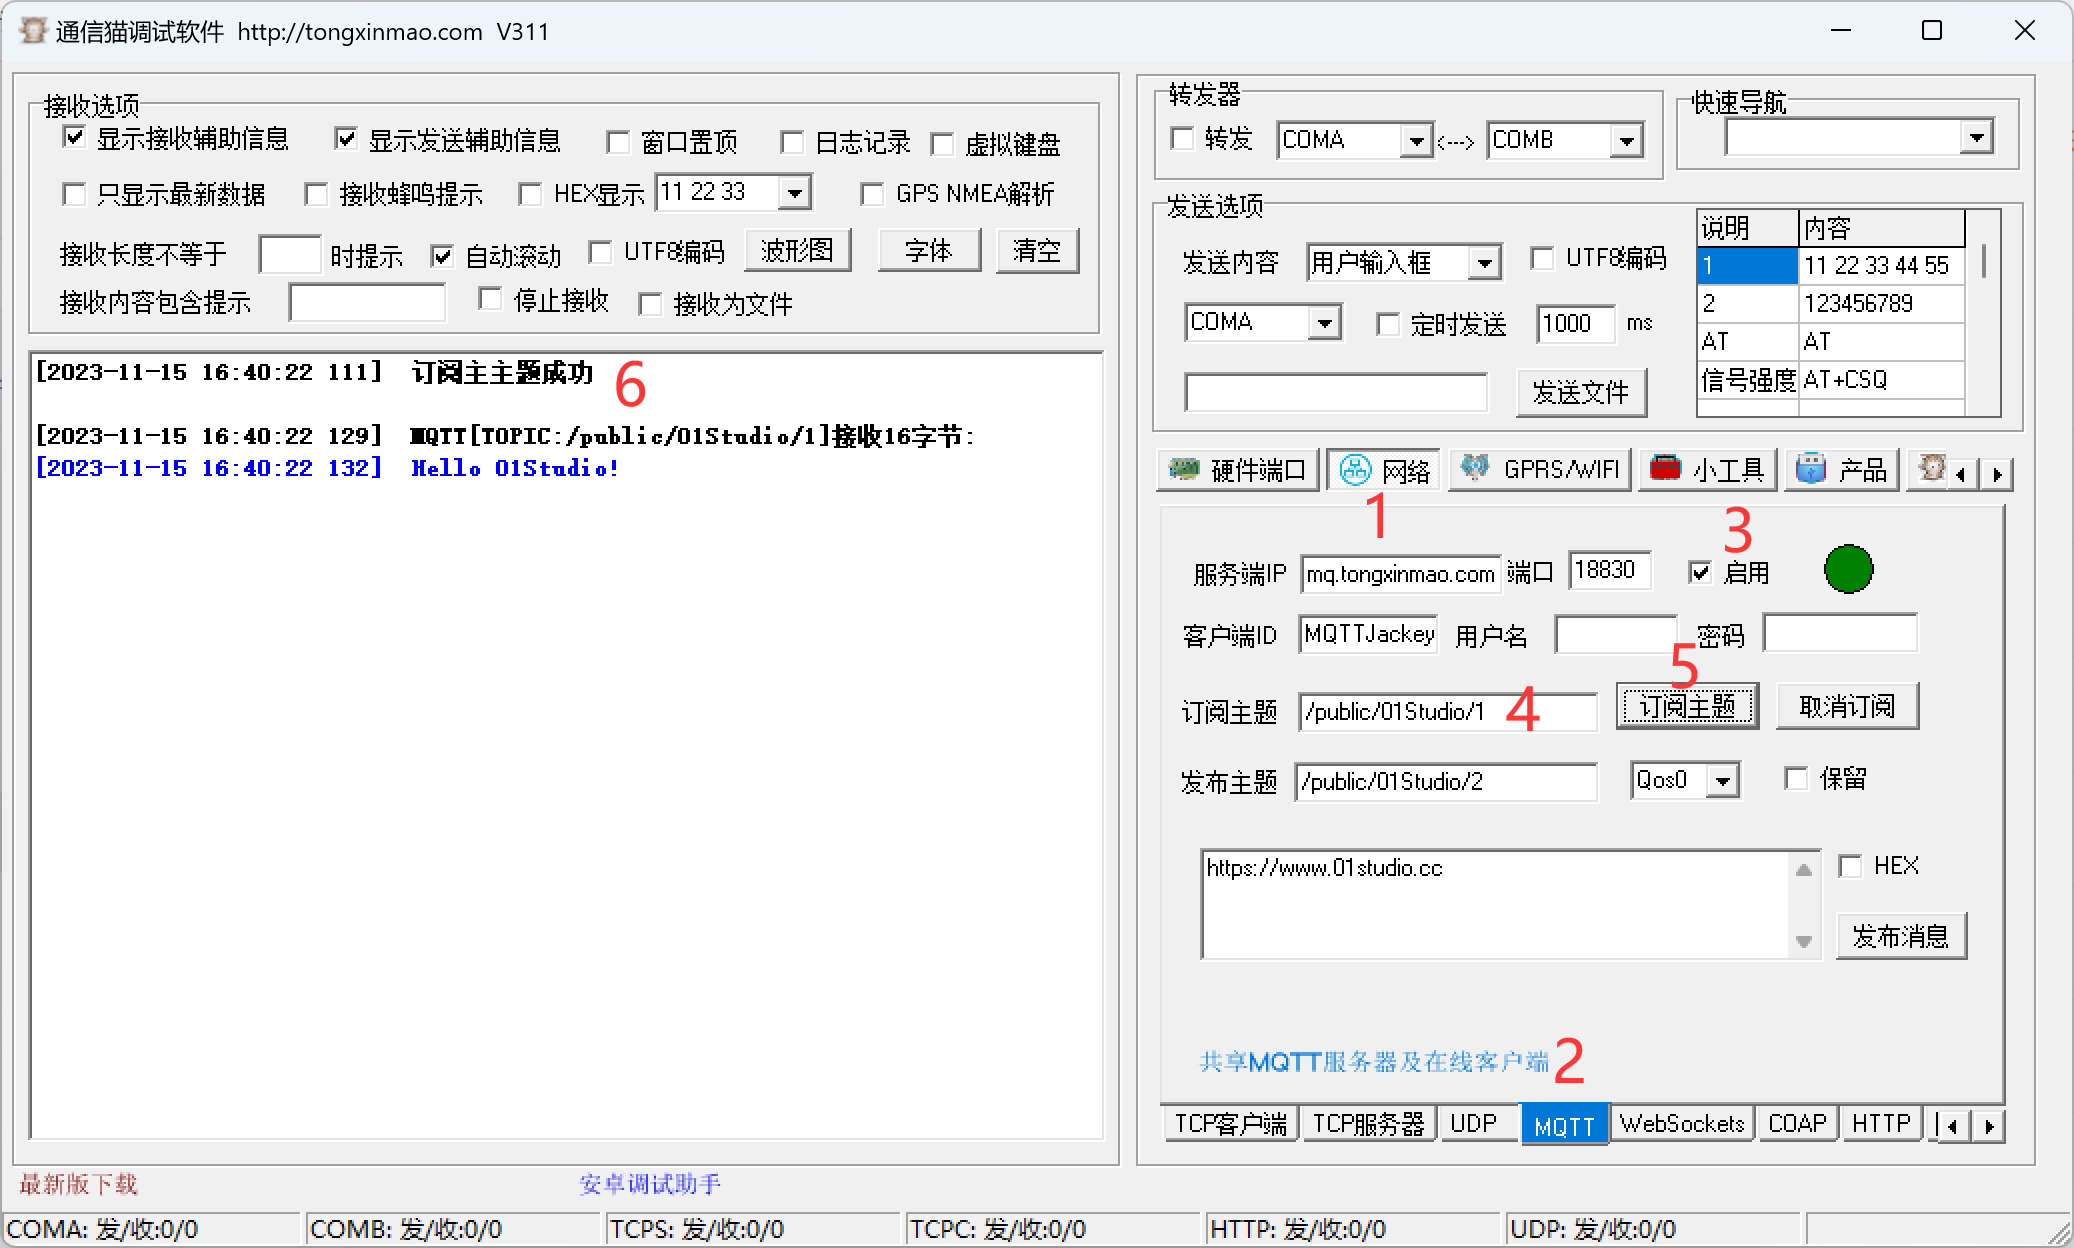 通信猫调试软件 http://tongxinmao.com V311
接收选项
显示接收辅助信息 显示发送辅助信息 窗口置顶 日志记录 虚拟键盘
只显示最新数据 接收蜂鸣提示 HEX显示 11 22 33 GPS NMEA解析
接收长度不等于 时提示 自动滚动 UTF8编码 波形图 字体 清空
接收内容包含提示 停止接收 接收为文件
[2023-11-15 16:40:22 111] 订阅主主题成功 6
[2023-11-15 16:40:22 129] MQTT[TOPIC:/public/01Studio/1]接收16字节:
[2023-11-15 16:40:22 132] Hello 01Studio!
转发器
转发 COMA <---> COMB
快速导航
发送选项
发送内容 用户输入框 UTF8编码
COMA 定时发送 1000 ms
发送文件
说明 内容
1 11 22 33 44 55
2 123456789
AT AT
信号强度 AT+CSQ
硬件端口 网络 GPRS/WIFI 小工具 产品
1 3
服务端IP mq.tongxinmao.com 端口 18830 启用
客户端ID MQTTJackey 用户名 密码
5
订阅主题 /public/01Studio/1 4 订阅主题 取消订阅
发布主题 /public/01Studio/2 Qos0 保留
https://www.01studio.cc HEX
发布消息
共享MQTT服务器及在线客户端 2
TCP客户端 TCP服务器 UDP MQTT WebSockets COAP HTTP
最新版下载 安卓调试助手
COMA: 发/收:0/0 COMB: 发/收:0/0 TCPS: 发/收:0/0 TCPC: 发/收:0/0 HTTP: 发/收:0/0 UDP: 发/收:0/0